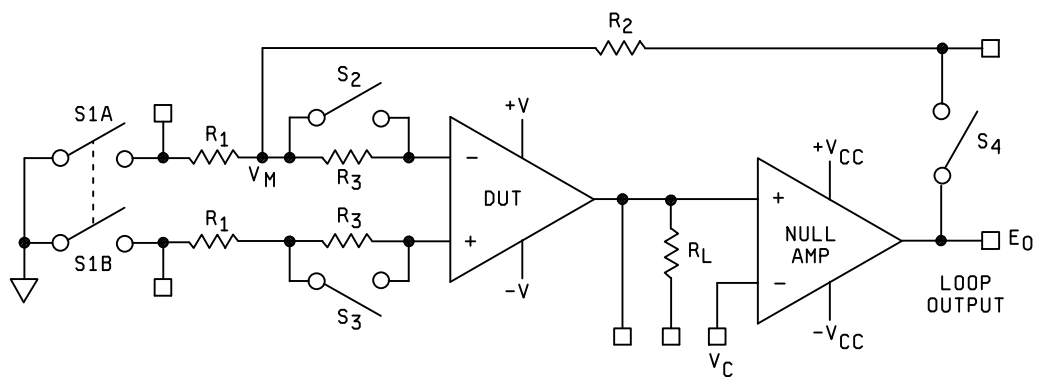 R2
S2
S1A
+V
R1
S4
+VCC
VM
R3
−
DUT
R1
R3
+
NULL
AMP
E0
S1B
+
RL
−
LOOP
OUTPUT
−V
S3
−VCC
VC